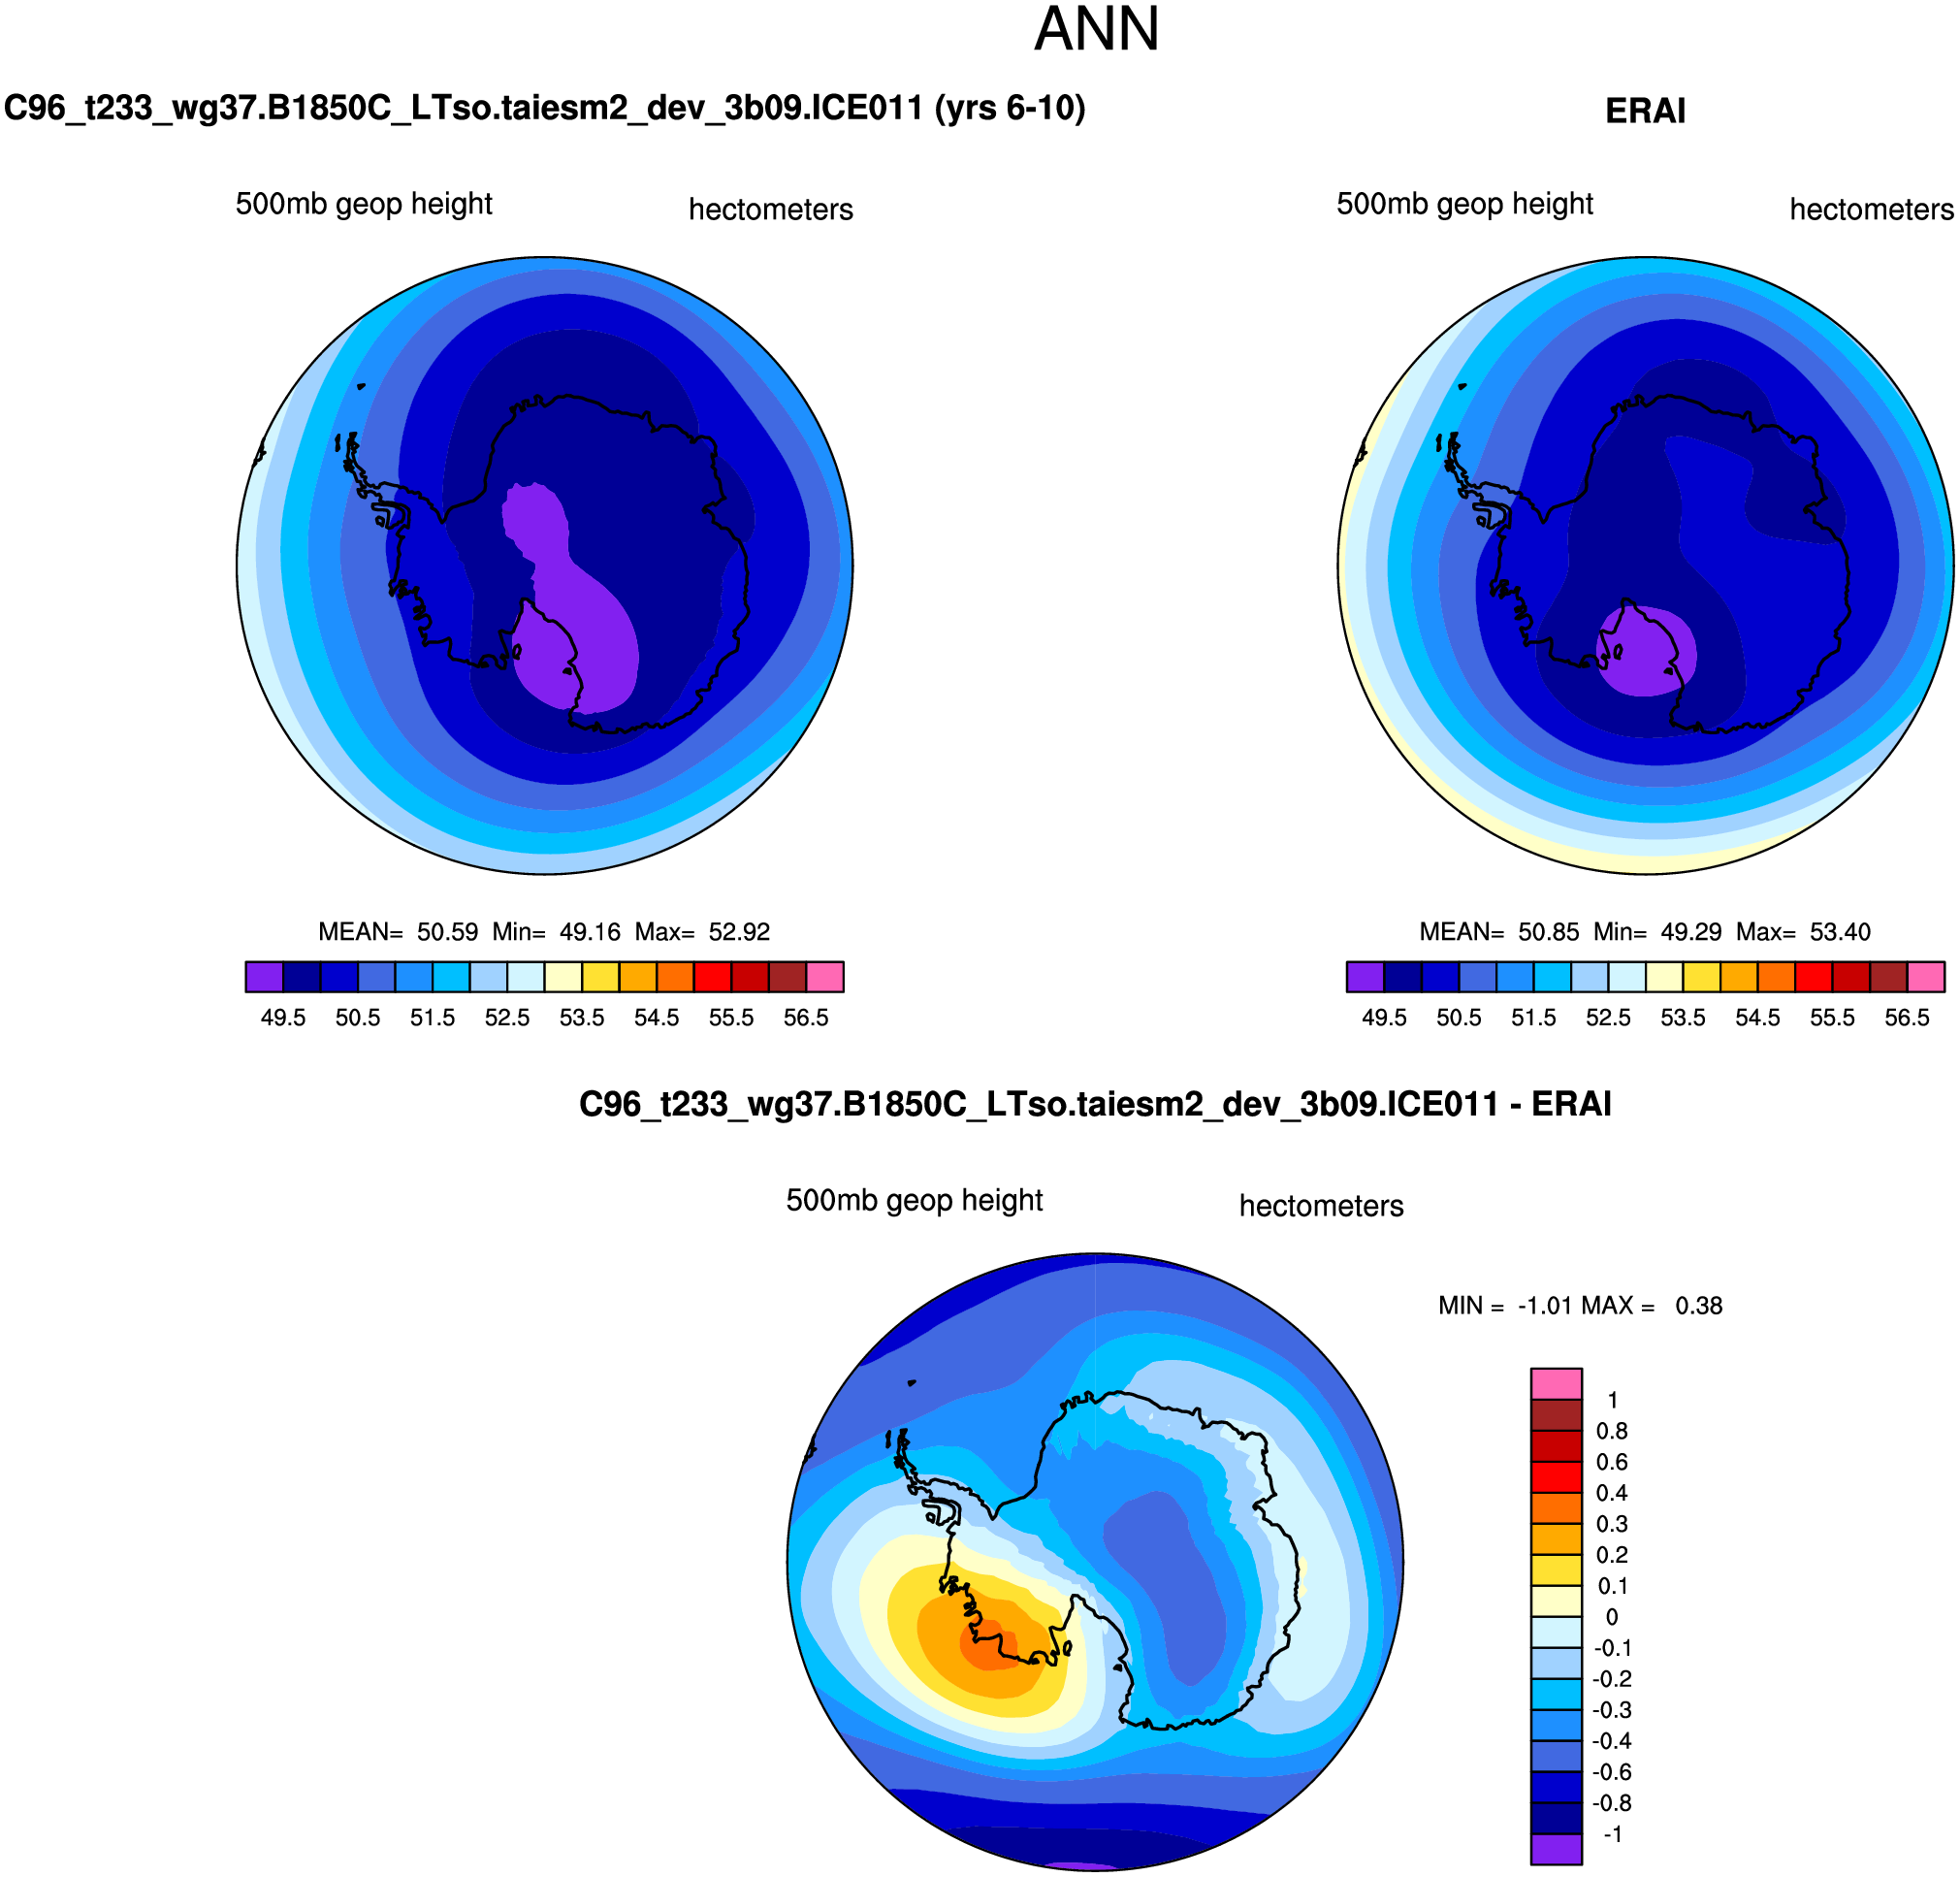 ANN
C96_t233_wg37.B1850C_LTso.taiesm2_dev_3b09.ICE011 (yrs 6-10)
ERAI
500mb geop height
hectometers
500mb geop height
hectometers
MEAN= 50.59 Min= 49.16 Max= 52.92
MEAN= 50.85 Min= 49.29 Max= 53.40
49.5 50.5 51.5 52.5 53.5 54.5 55.5 56.5
49.5 50.5 51.5 52.5 53.5 54.5 55.5 56.5
C96_t233_wg37.B1850C_LTso.taiesm2_dev_3b09.ICE011 - ERAI
500mb geop height
hectometers
MIN = -1.01 MAX = 0.38
1
0.8
0.6
0.4
0.3
0.2
0.1
0
-0.1
-0.2
-0.3
-0.4
-0.6
-0.8
-1